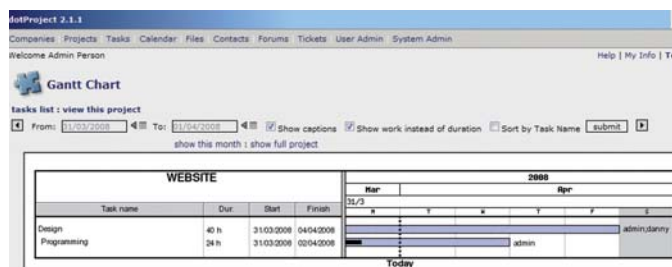 dotProject 2.1.1
Companies Projects Tasks Calendar Files Contacts Forums Tickets User Admin System Admin
Welcome Admin Person Help | My Info | To
Gantt Chart
tasks list : view this project
From: 31/03/2008 To: 01/04/2008 Show captions Show work instead of duration Sort by Task Name submit
show this month : show full project
WEBSITE 2008
Mar Apr
31/3
Task name Dur. Start Finish M T W T F S
Design 40 h 31/03/2008 04/04/2008 admin;danny
Programming 24 h 31/03/2008 02/04/2008 admin
Today